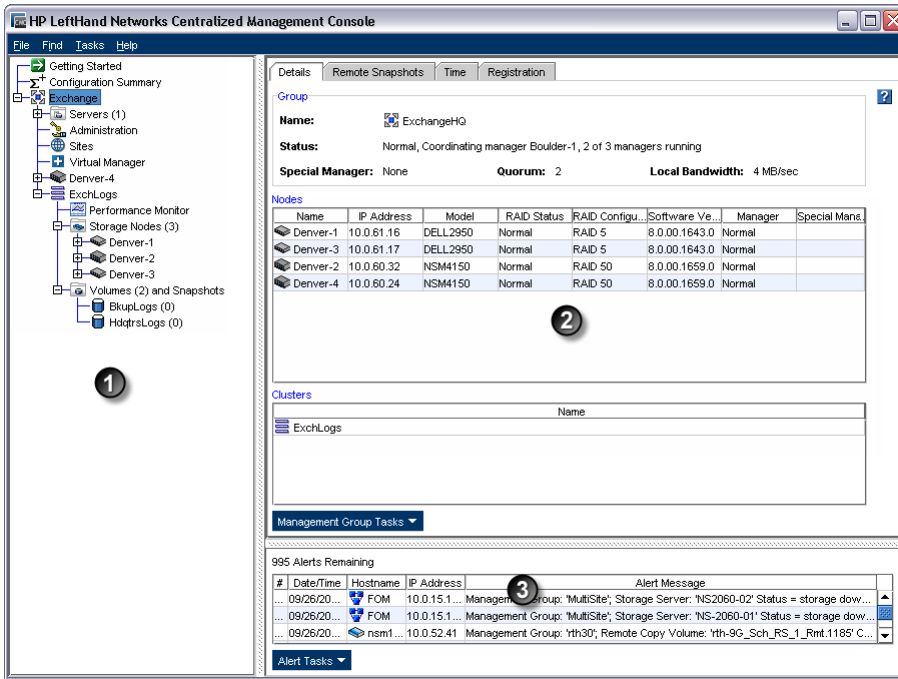 HP LeftHand Networks Centralized Management Console
File Find Tasks Help
Getting Started
Configuration Summary
Exchange
Servers (1)
Administration
Sites
Virtual Manager
Denver-4
ExchLogs
Performance Monitor
Storage Nodes (3)
Denver-1
Denver-2
Denver-3
Volumes (2) and Snapshots
BkupLogs (0)
HdqtrsLogs (0)
1
Details Remote Snapshots Time Registration
Group
?
Name: ExchangeHQ
Status: Normal, Coordinating manager Boulder-1, 2 of 3 managers running
Special Manager: None Quorum: 2 Local Bandwidth: 4 MB/sec
Nodes
Name IP Address Model RAID Status RAID Configu... Software Ve... Manager Special Mana...
Denver-1 10.0.61.16 DELL2950 Normal RAID 5 8.0.00.1643.0 Normal
Denver-3 10.0.61.17 DELL2950 Normal RAID 5 8.0.00.1643.0 Normal
Denver-2 10.0.60.32 NSM4150 Normal RAID 50 8.0.00.1659.0 Normal
Denver-4 10.0.60.24 NSM4150 Normal RAID 50 8.0.00.1659.0 Normal
2
Clusters
Name
ExchLogs
Management Group Tasks
995 Alerts Remaining
# Date/Time Hostname IP Address Alert Message
3
... 09/26/20... FOM 10.0.15.1... Management Group: 'MultiSite'; Storage Server: 'NS2060-02' Status = storage dow...
... 09/26/20... FOM 10.0.15.1... Management Group: 'MultiSite'; Storage Server: 'NS2060-01' Status = storage dow...
... 09/26/20... nsm1... 10.0.52.41 Management Group: 'rth30'; Remote Copy Volume: 'rth-9G_Sch_RS_1_Rmt.1185' C...
Alert Tasks